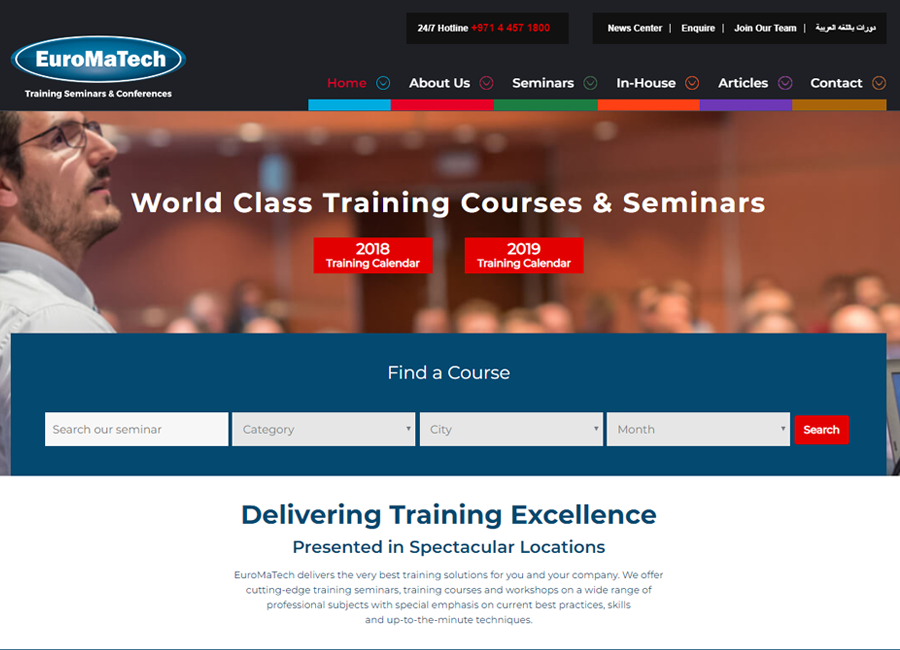 24/7 Hotline +971 4 457 1800
News Center | Enquire | Join Our Team | دورات باللغه العربية
EuroMaTech
Training Seminars & Conferences
Home About Us Seminars In-House Articles Contact
World Class Training Courses & Seminars
2018 2019
Training Calendar Training Calendar
Find a Course
Search our seminar Category City Month Search
Delivering Training Excellence
Presented in Spectacular Locations
EuroMaTech delivers the very best training solutions for you and your company. We offer
cutting-edge training seminars, training courses and workshops on a wide range of
professional subjects with special emphasis on current best practices, skills
and up-to-the-minute techniques.